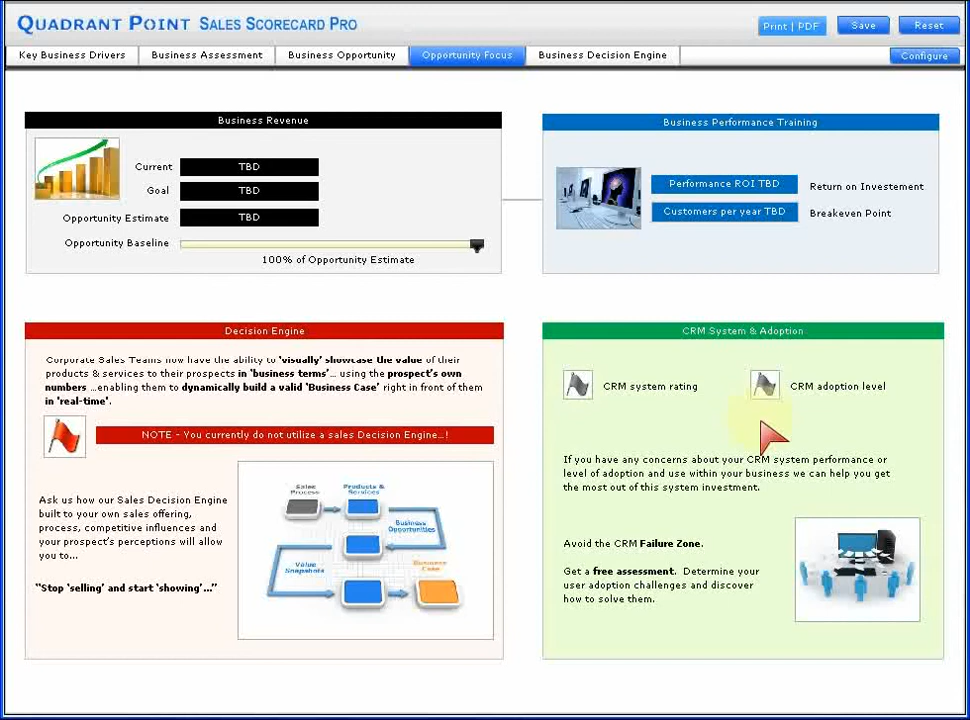 QUADRANT POINT SALES SCORECARD PRO
Print | PDF
Save
Reset
Key Business Drivers
Business Assessment
Business Opportunity
Opportunity Focus
Business Decision Engine
Configure
Business Revenue
Current TBD
Goal TBD
Opportunity Estimate TBD
Opportunity Baseline
100% of Opportunity Estimate
Business Performance Training
Performance ROI TBD Return on Investement
Customers per year TBD Breakeven Point
Decision Engine
Corporate Sales Teams now have the ability to 'visually' showcase the value of their
products & services to their prospects in 'business terms'... using the prospect's own
numbers ...enabling them to dynamically build a valid 'Business Case' right in front of them
in 'real-time'.
NOTE - You currently do not utilize a sales Decision Engine...!
Ask us how our Sales Decision Engine
built to your own sales offering,
process, competitive influences and
your prospect's perceptions will allow
you to...
"Stop 'selling' and start 'showing'..."
Sales
Process
Products &
Services
Business
Opportunities
Value
Snapshots
Business
Case
CRM System & Adoption
CRM system rating
CRM adoption level
If you have any concerns about your CRM system performance or
level of adoption and use within your business we can help you get
the most out of this system investment.
Avoid the CRM Failure Zone.
Get a free assessment. Determine your
user adoption challenges and discover
how to solve them.